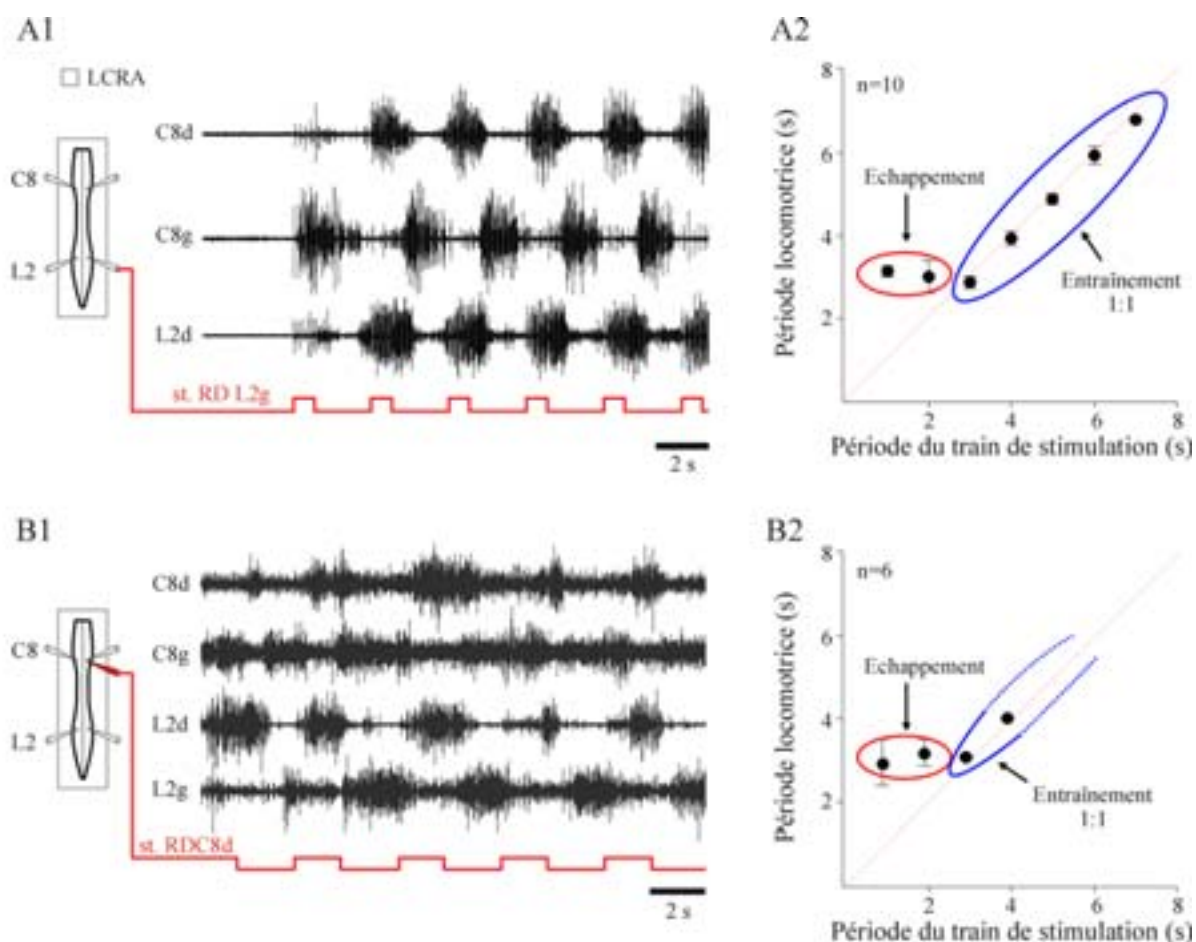 A1
LCRA
C8
L2
C8d
C8g
L2d
st. RD L2g
2 s
A2
n=10
Echappement
Entraînement
1:1
Période locomotrice (s)
8
6
4
2
2 4 6 8
Période du train de stimulation (s)
B1
C8
L2
C8d
C8g
L2d
L2g
st. RDC8d
2 s
B2
n=6
Echappement
Entraînement
1:1
Période locomotrice (s)
8
6
4
2
2 4 6 8
Période du train de stimulation (s)